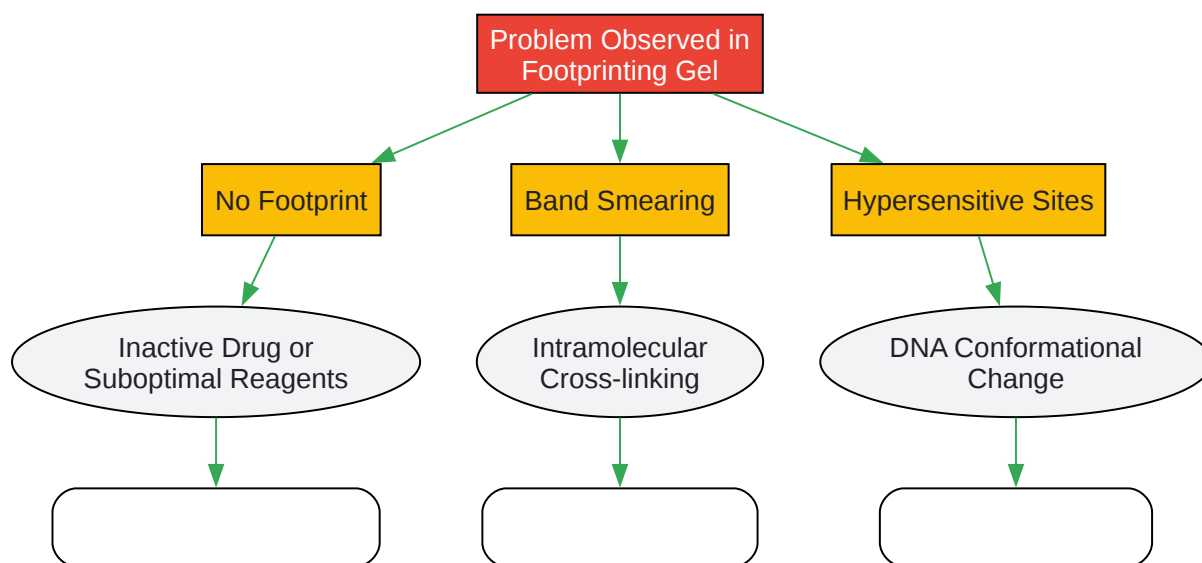 Problem Observed in
Footprinting Gel
No Footprint
Band Smearing
Hypersensitive Sites
Inactive Drug or
Suboptimal Reagents
Intramolecular
Cross-linking
DNA Conformational
Change